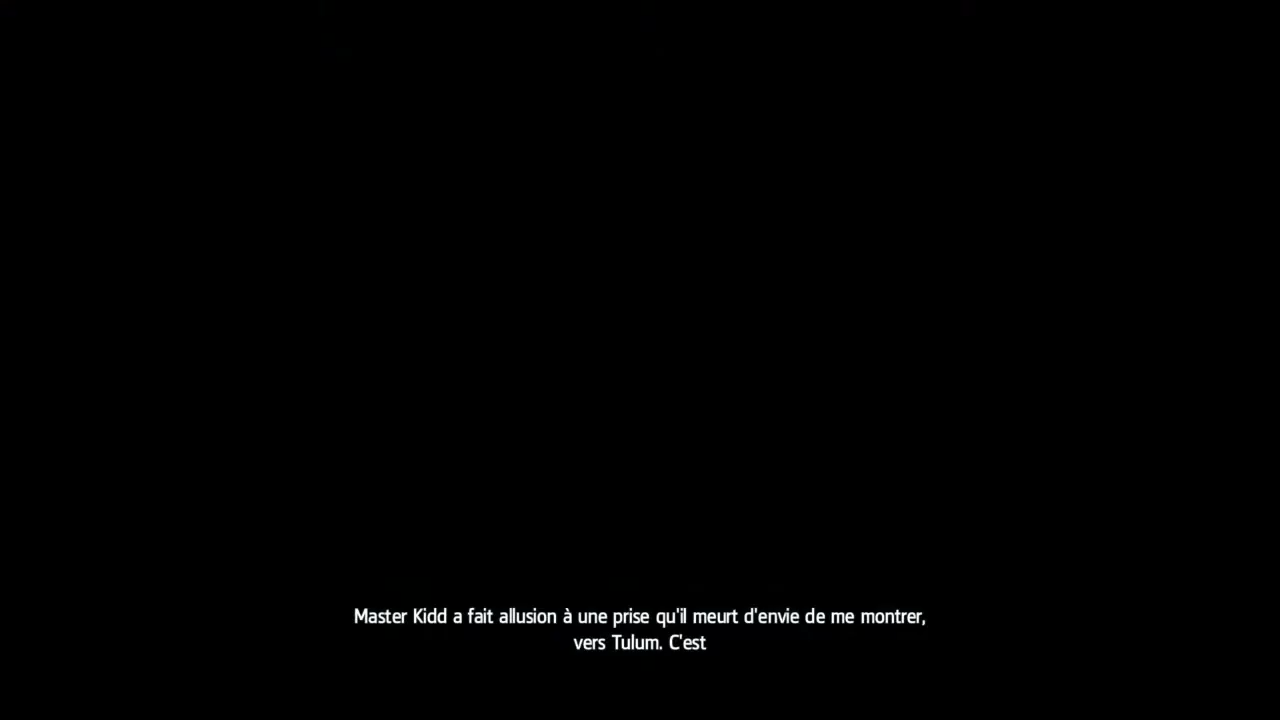 Master Kidd a fait allusion à une prise qu'il meurt d'envie de me montrer,
vers Tulum. C'est